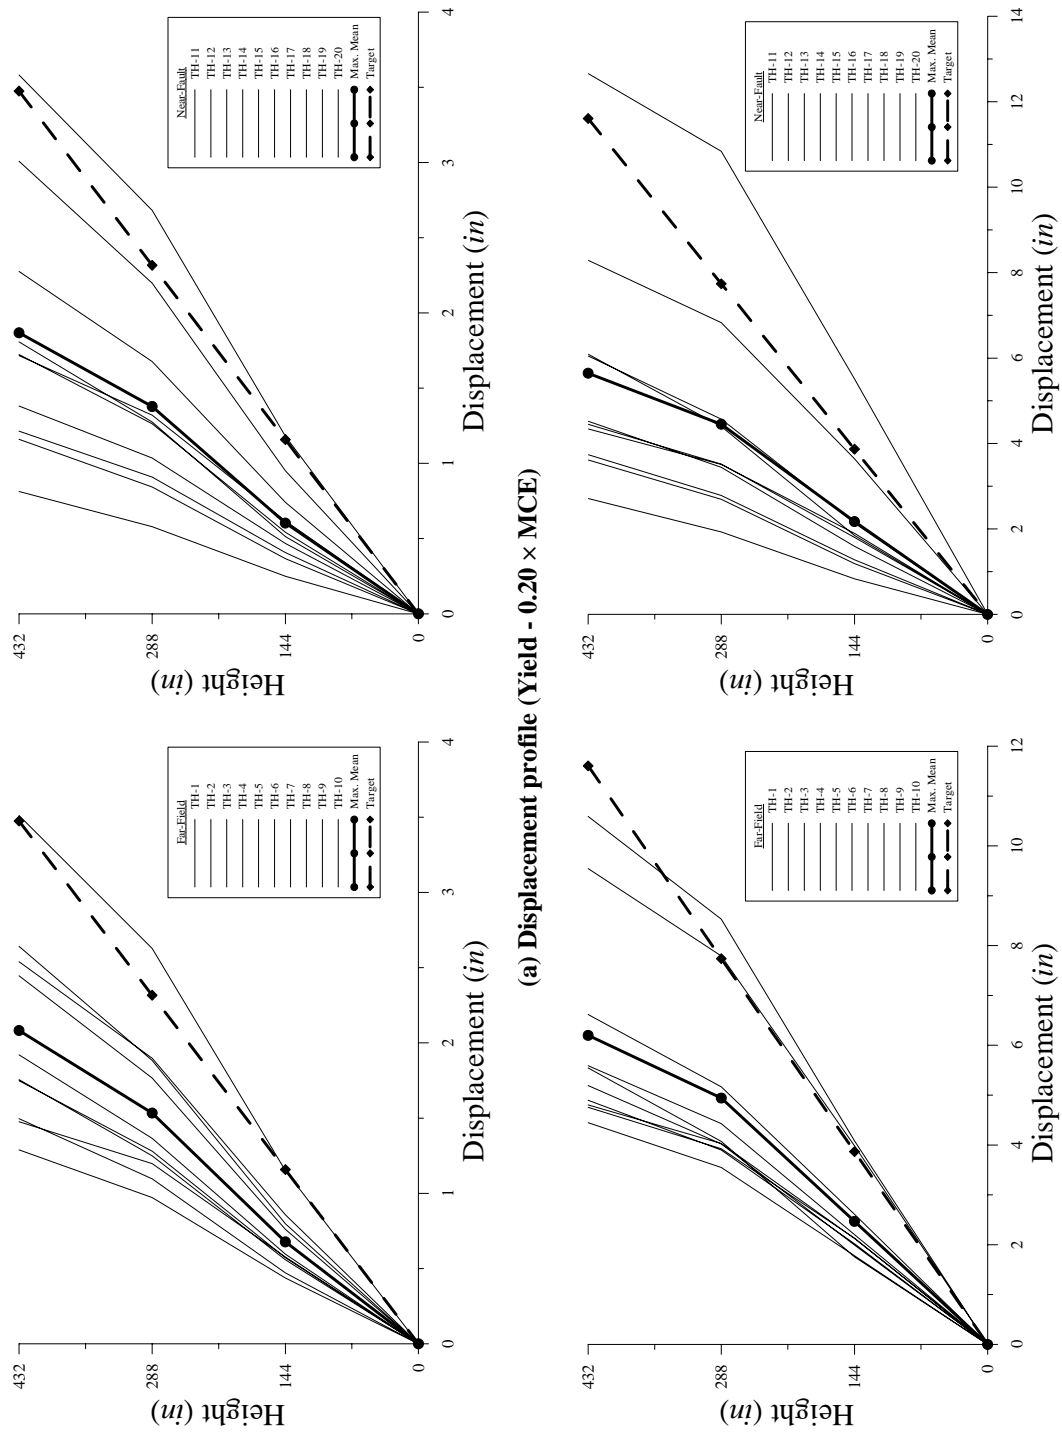 Height (in)
432
288
144
0
Far-Field
TH-1
TH-2
TH-3
TH-4
TH-5
TH-6
TH-7
TH-8
TH-9
TH-10
Max. Mean
Target
0 1 2 3 4
Displacement (in)
Height (in)
432
288
144
0
Near-Fault
TH-11
TH-12
TH-13
TH-14
TH-15
TH-16
TH-17
TH-18
TH-19
TH-20
Max. Mean
Target
0 1 2 3 4
Displacement (in)
(a) Displacement profile (Yield - 0.20 × MCE)
Height (in)
432
288
144
0
Far-Field
TH-1
TH-2
TH-3
TH-4
TH-5
TH-6
TH-7
TH-8
TH-9
TH-10
Max. Mean
Target
0 2 4 6 8 10 12
Displacement (in)
Height (in)
432
288
144
0
Near-Fault
TH-11
TH-12
TH-13
TH-14
TH-15
TH-16
TH-17
TH-18
TH-19
TH-20
Max. Mean
Target
0 2 4 6 8 10 12 14
Displacement (in)